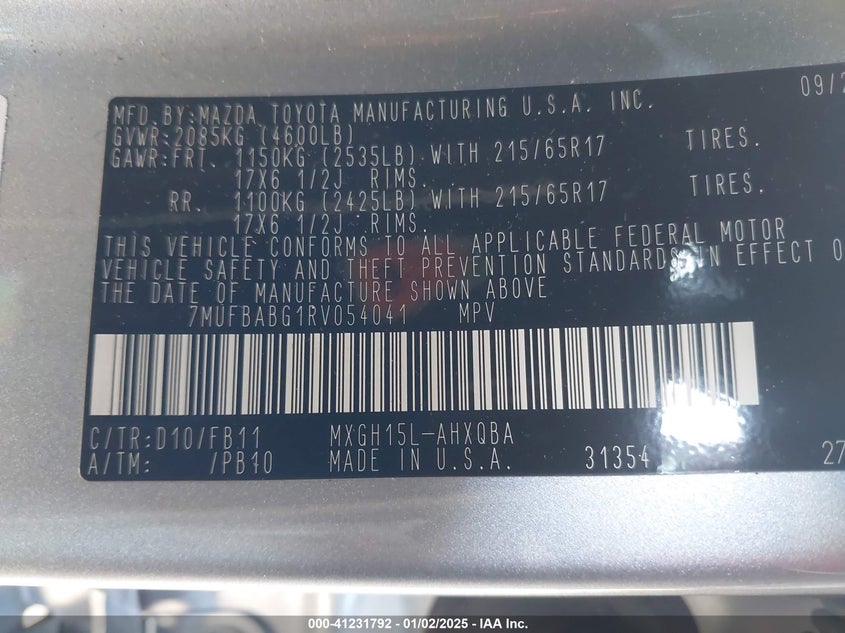 MFD.BY:MAZDA TOYOTA MANUFACTURING U.S.A. INC. 09/2
GVWR:2085KG (4600LB)
GAWR:FRT. 1150KG (2535LB) WITH 215/65R17 TIRES.
17X6 1/2J RIMS.
RR. 1100KG (2425LB) WITH 215/65R17 TIRES.
17X6 1/2J RIMS.
THIS VEHICLE CONFORMS TO ALL APPLICABLE FEDERAL MOTOR
VEHICLE SAFETY AND THEFT PREVENTION STANDARDS IN EFFECT O
THE DATE OF MANUFACTURE SHOWN ABOVE
7MUFBABG1RV054041 MPV
C/TR:D10/FB11 MXGH15L-AHXQBA
A/TM: /PB10 MADE IN U.S.A. 31354 27
000-41231792 - 01/02/2025 - © IAA Inc.